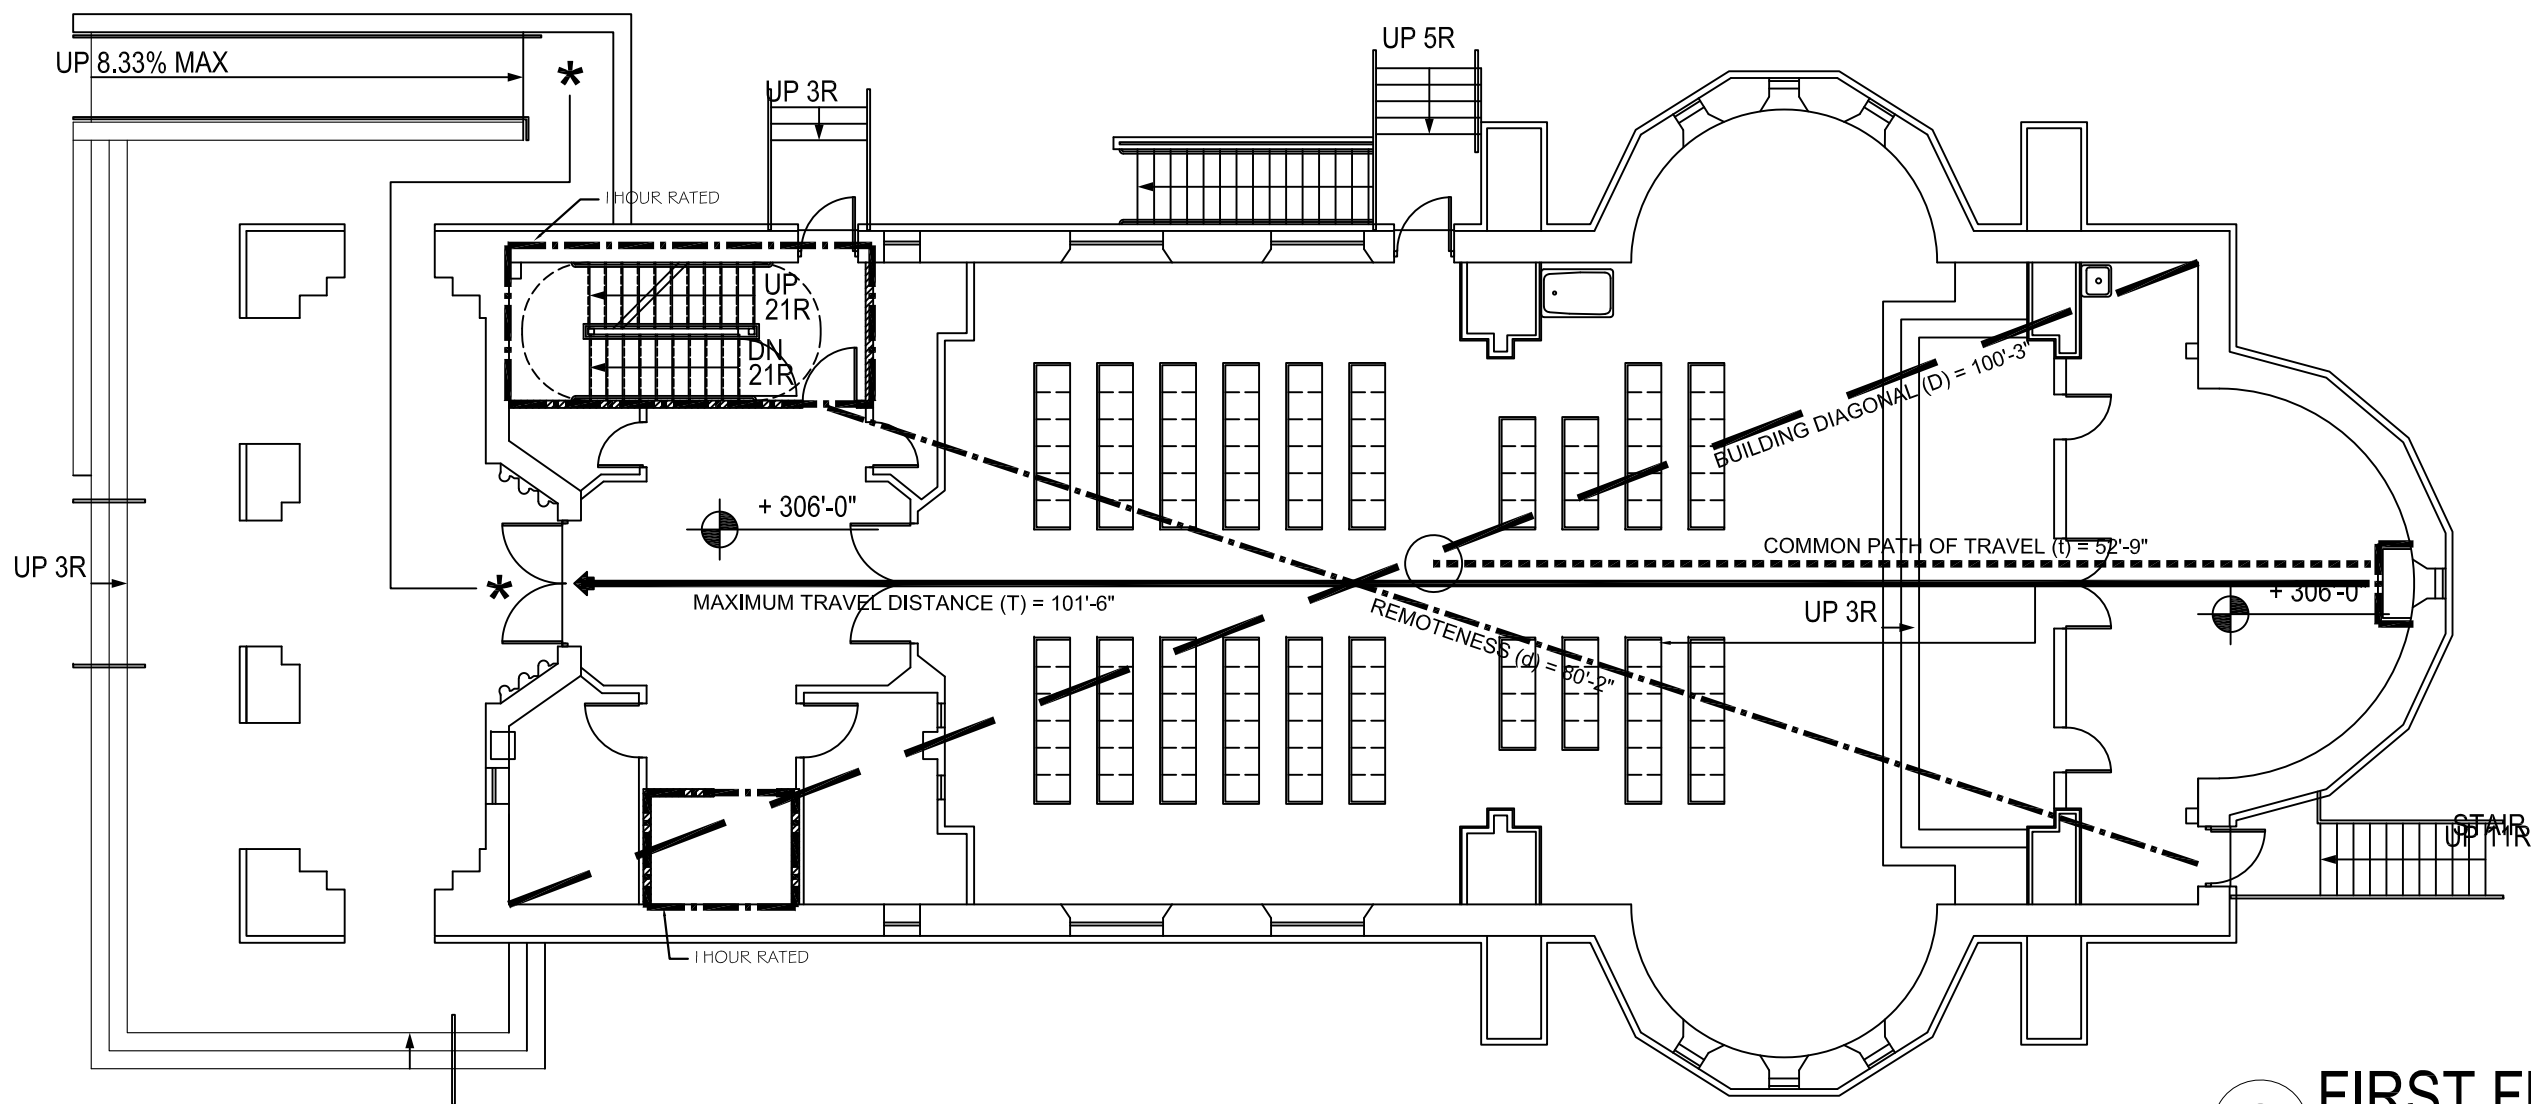 UP 5R
UP 8.33% MAX
*
UP 3R
1 HOUR RATED
UP
21R
DN
21R
BUILDING DIAGONAL (D) = 100'-3"
+ 306'-0"
COMMON PATH OF TRAVEL (t) = 52'-9"
UP 3R
*
MAXIMUM TRAVEL DISTANCE (T) = 101'-6"
+ 306'-0
REMOTENESS (d) = 80'-2"
UP 3R
STAIR
UP 11R
1 HOUR RATED
FIRST